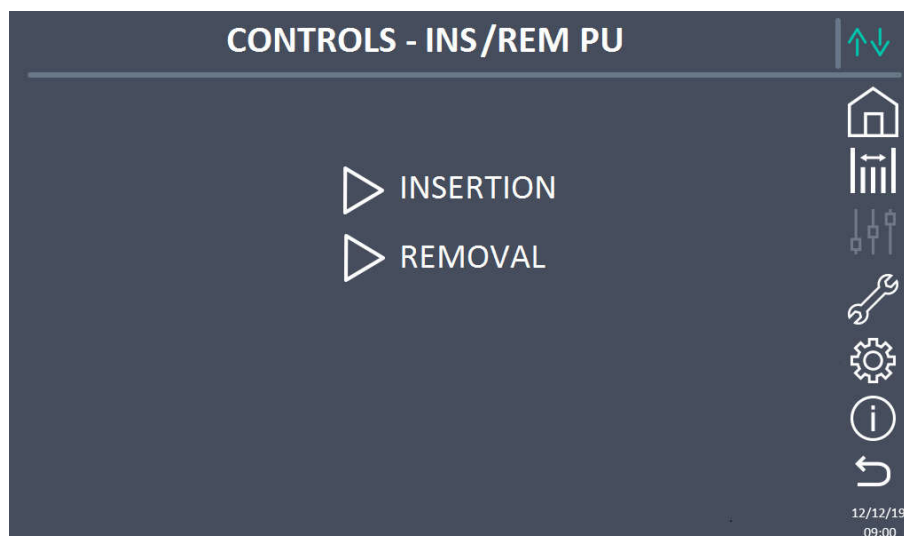 CONTROLS - INS/REM PU
INSERTION
REMOVAL
12/12/19
09:00